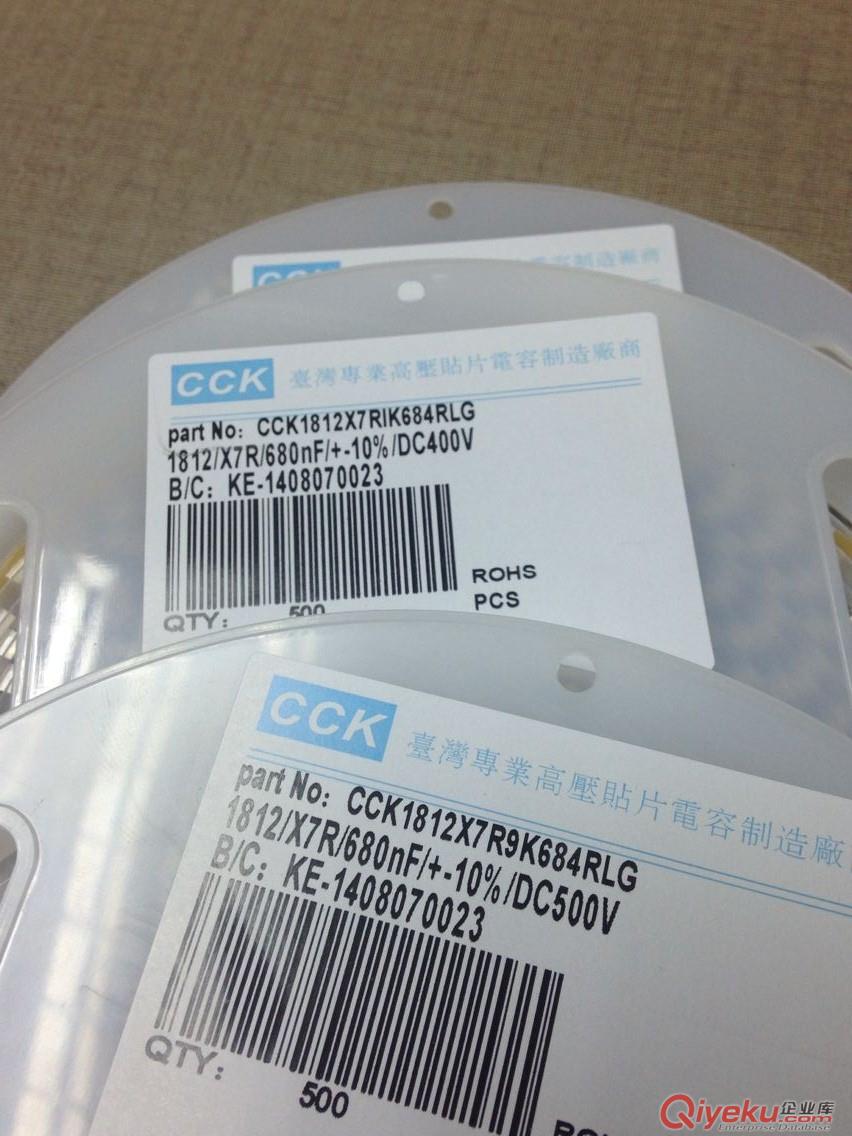 CCK
CCK 臺灣專業高壓貼片電容制造廠商
part No: CCK1812X7RIK684RLG
1812/X7R/680nF/+-10%/DC400V
B/C: KE-1408070023
ROHS
QTY: 500 PCS
CCK 臺灣專業高壓貼片電容制造廠
part No: CCK1812X7R9K684RLG
1812/X7R/680nF/+-10%/DC500V
B/C: KE-1408070023
QTY: 500
Qiyeku.com 企业库
Enterprise Database